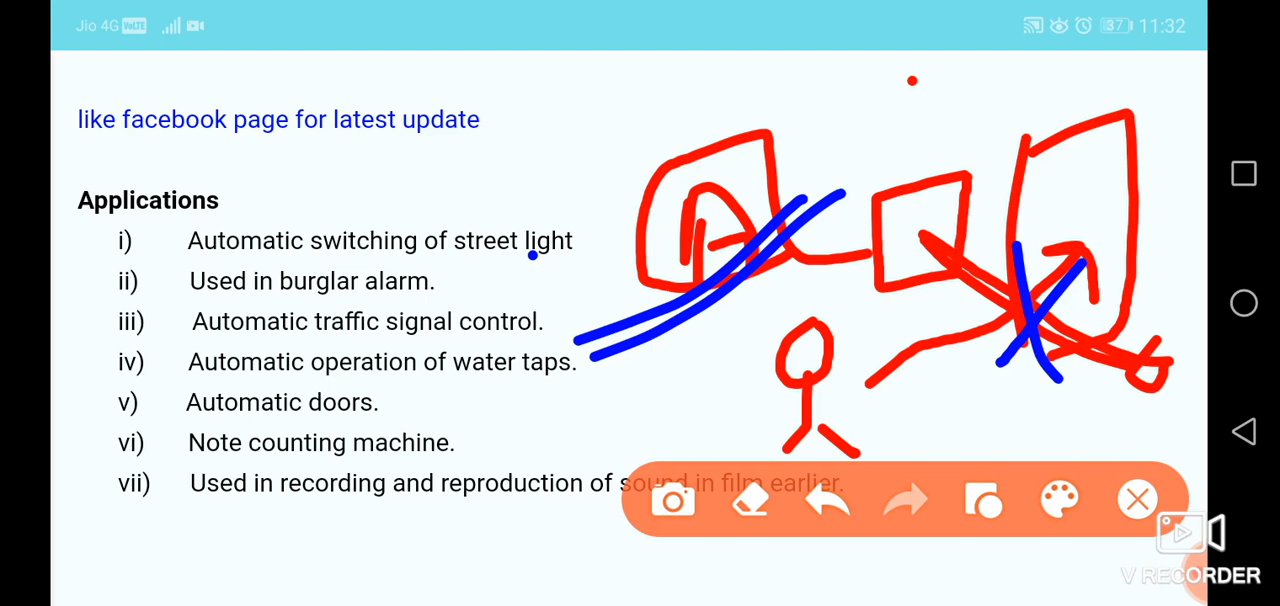 Jio 4G VoLTE 37 11:32
like facebook page for latest update
Applications
i) Automatic switching of street light
ii) Used in burglar alarm.
iii) Automatic traffic signal control.
iv) Automatic operation of water taps.
v) Automatic doors.
vi) Note counting machine.
vii) Used in recording and reproduction of sound in film earlier.
V RECORDER